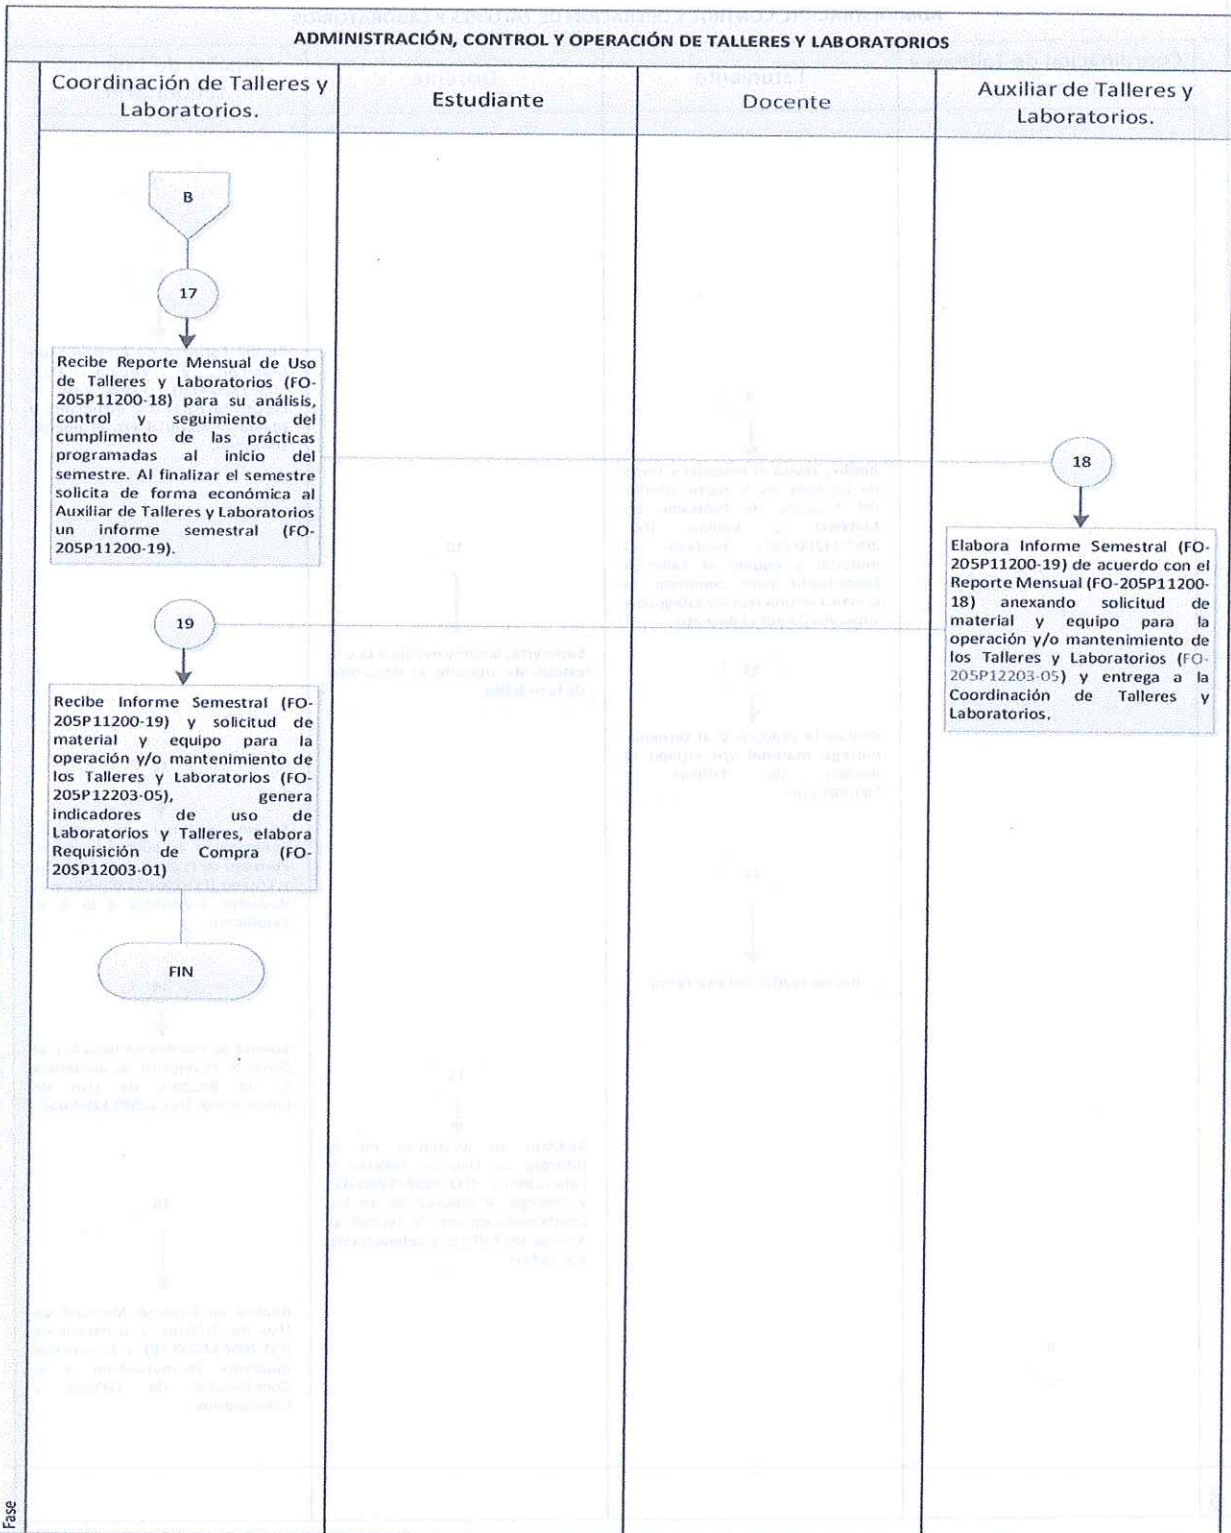 ADMINISTRACIÓN, CONTROL Y OPERACIÓN DE TALLERES Y LABORATORIOS
Coordinación de Talleres y
Laboratorios.
Estudiante
Docente
Auxiliar de Talleres y
Laboratorios.
B
17
Recibe Reporte Mensual de Uso
de Talleres y Laboratorios (FO-
205P11200-18) para su análisis,
control y seguimiento del
cumplimento de las prácticas
programadas al inicio del
semestre. Al finalizar el semestre
solicita de forma económica al
Auxiliar de Talleres y Laboratorios
un informe semestral (FO-
205P11200-19).
18
Elabora Informe Semestral (FO-
205P11200-19) de acuerdo con el
Reporte Mensual (FO-205P11200-
18) anexando solicitud de
material y equipo para la
operación y/o mantenimiento de
los Talleres y Laboratorios (FO-
205P12203-05) y entrega a la
Coordinación de Talleres y
Laboratorios.
19
Recibe Informe Semestral (FO-
205P11200-19) y solicitud de
material y equipo para la
operación y/o mantenimiento de
los Talleres y Laboratorios (FO-
205P12203-05), genera
indicadores de uso de
Laboratorios y Talleres, elabora
Requisición de Compra (FO-
20SP12003-01)
FIN
Fase